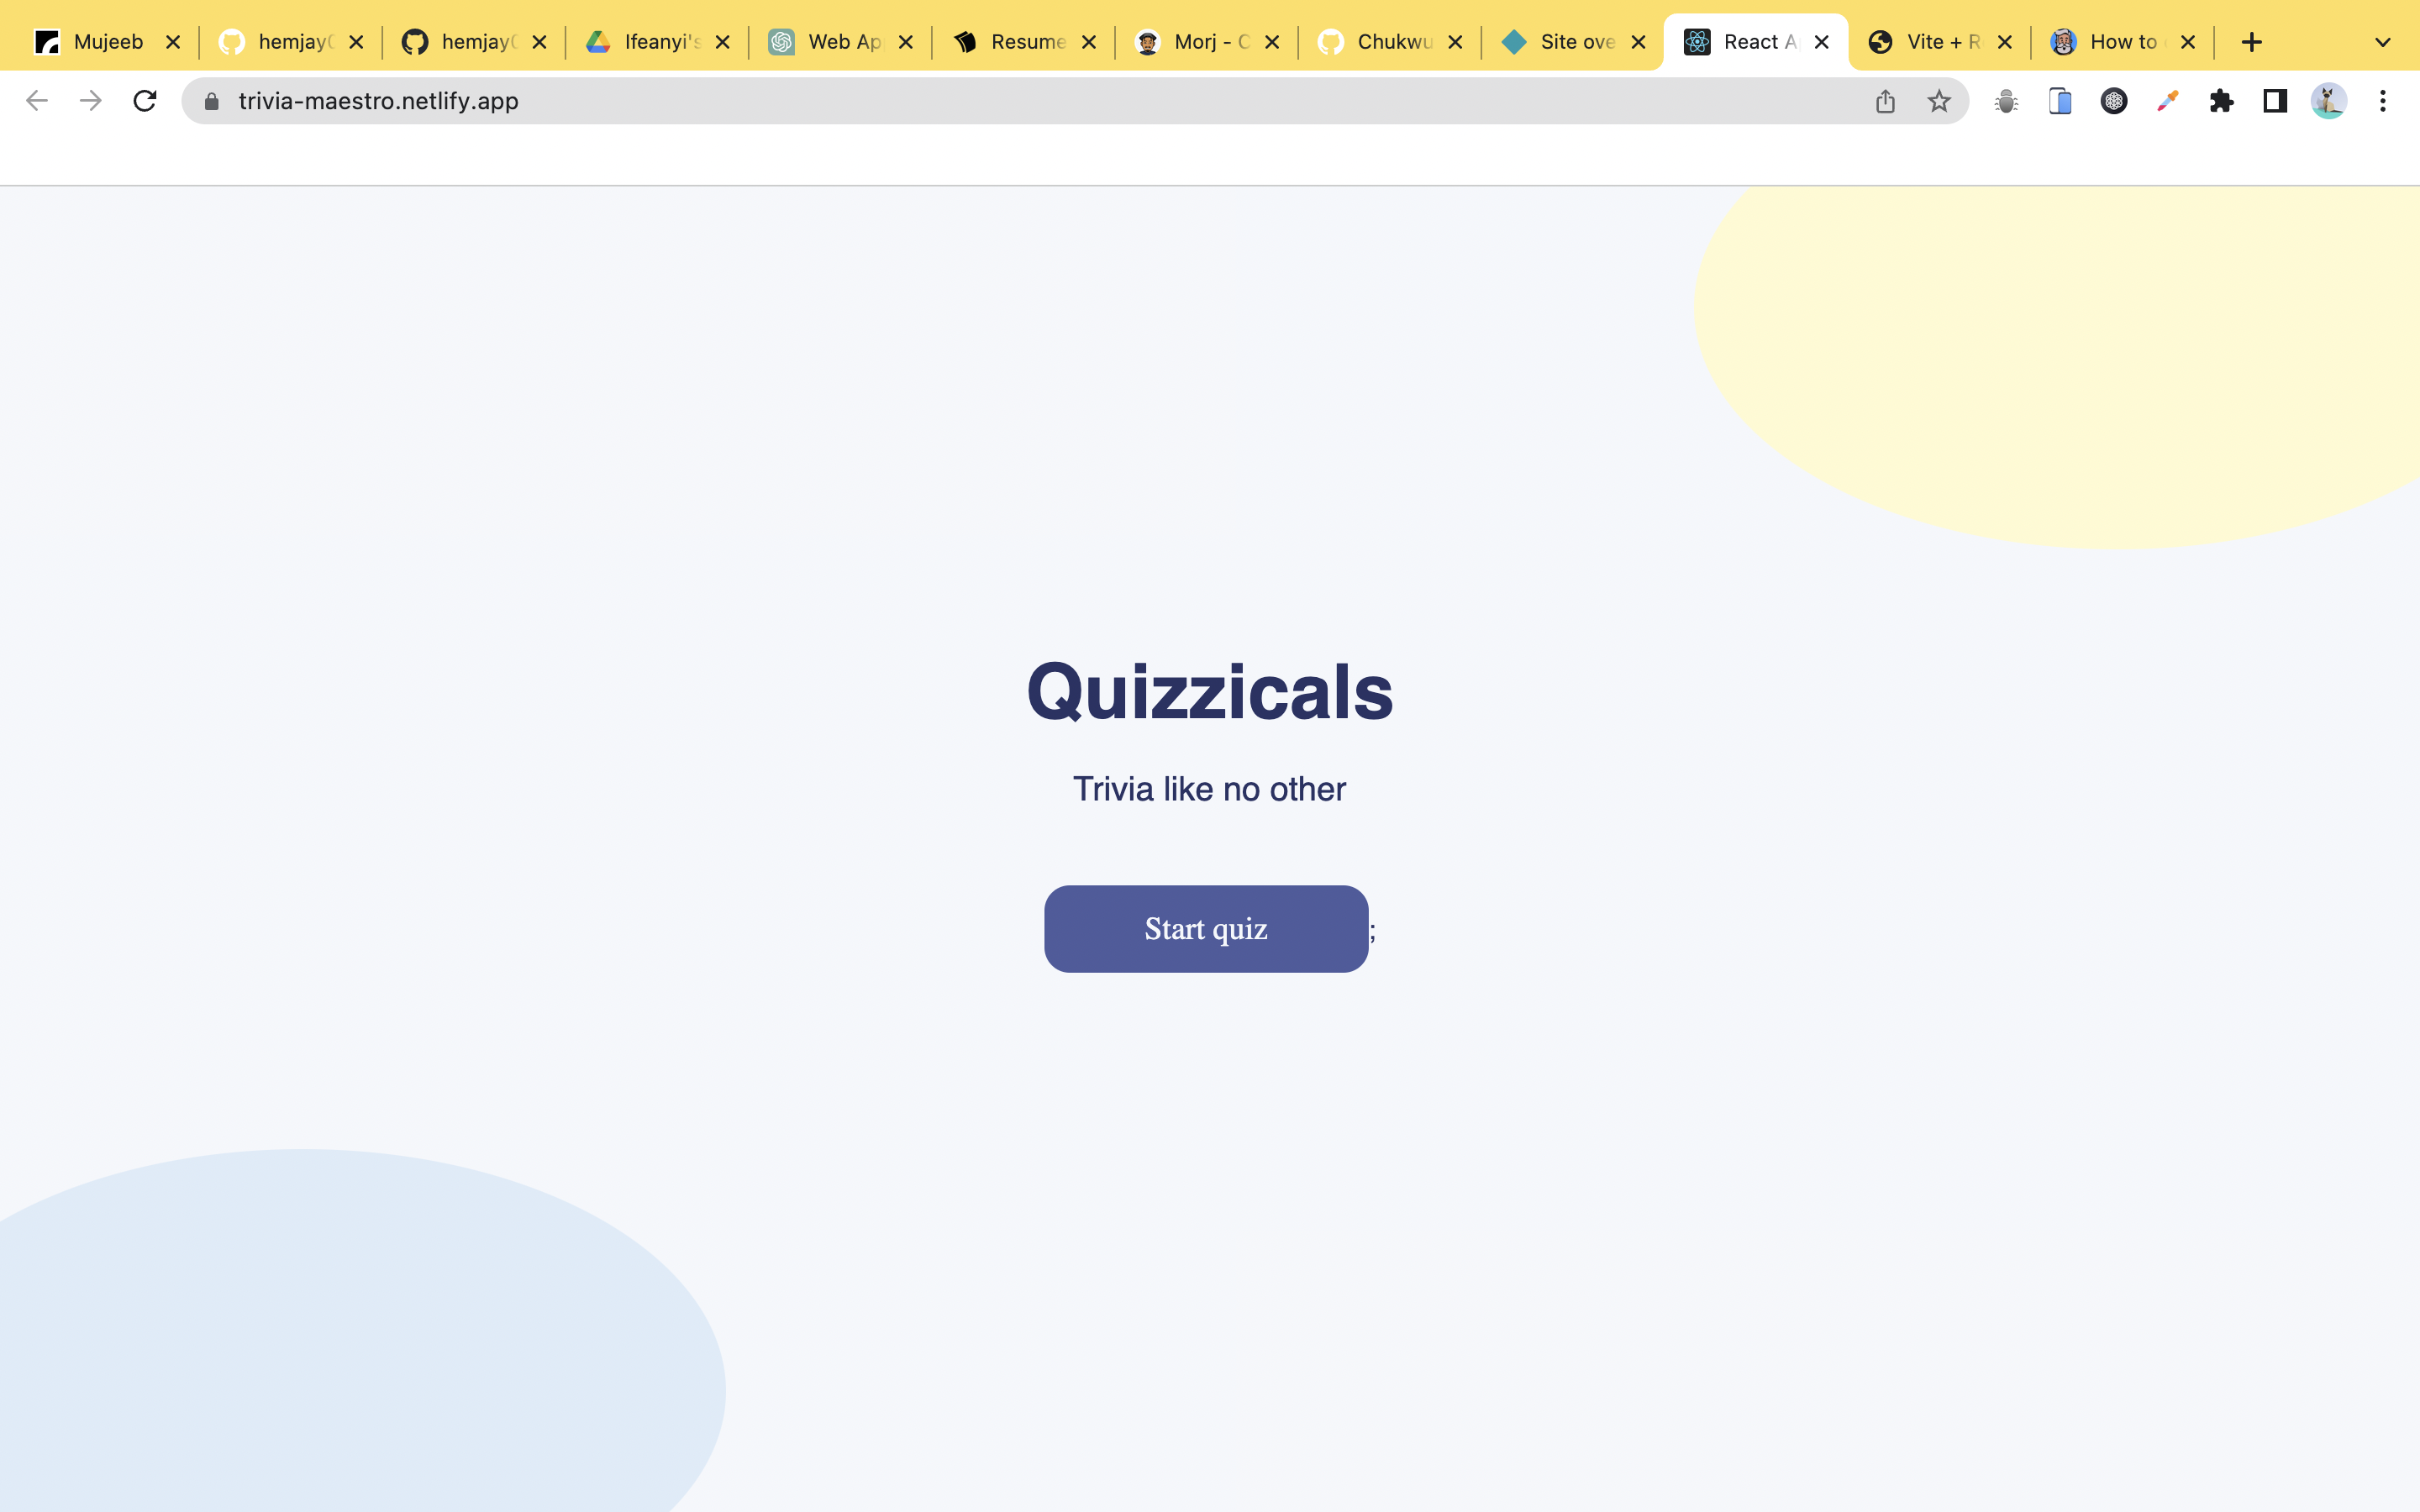 Mujeeb hemjay Ifeanyi's Web Ap Resume Morj - C Chukwu Site ove React A Vite + R How to
trivia-maestro.netlify.app
Quizzicals
Trivia like no other
Start quiz ;